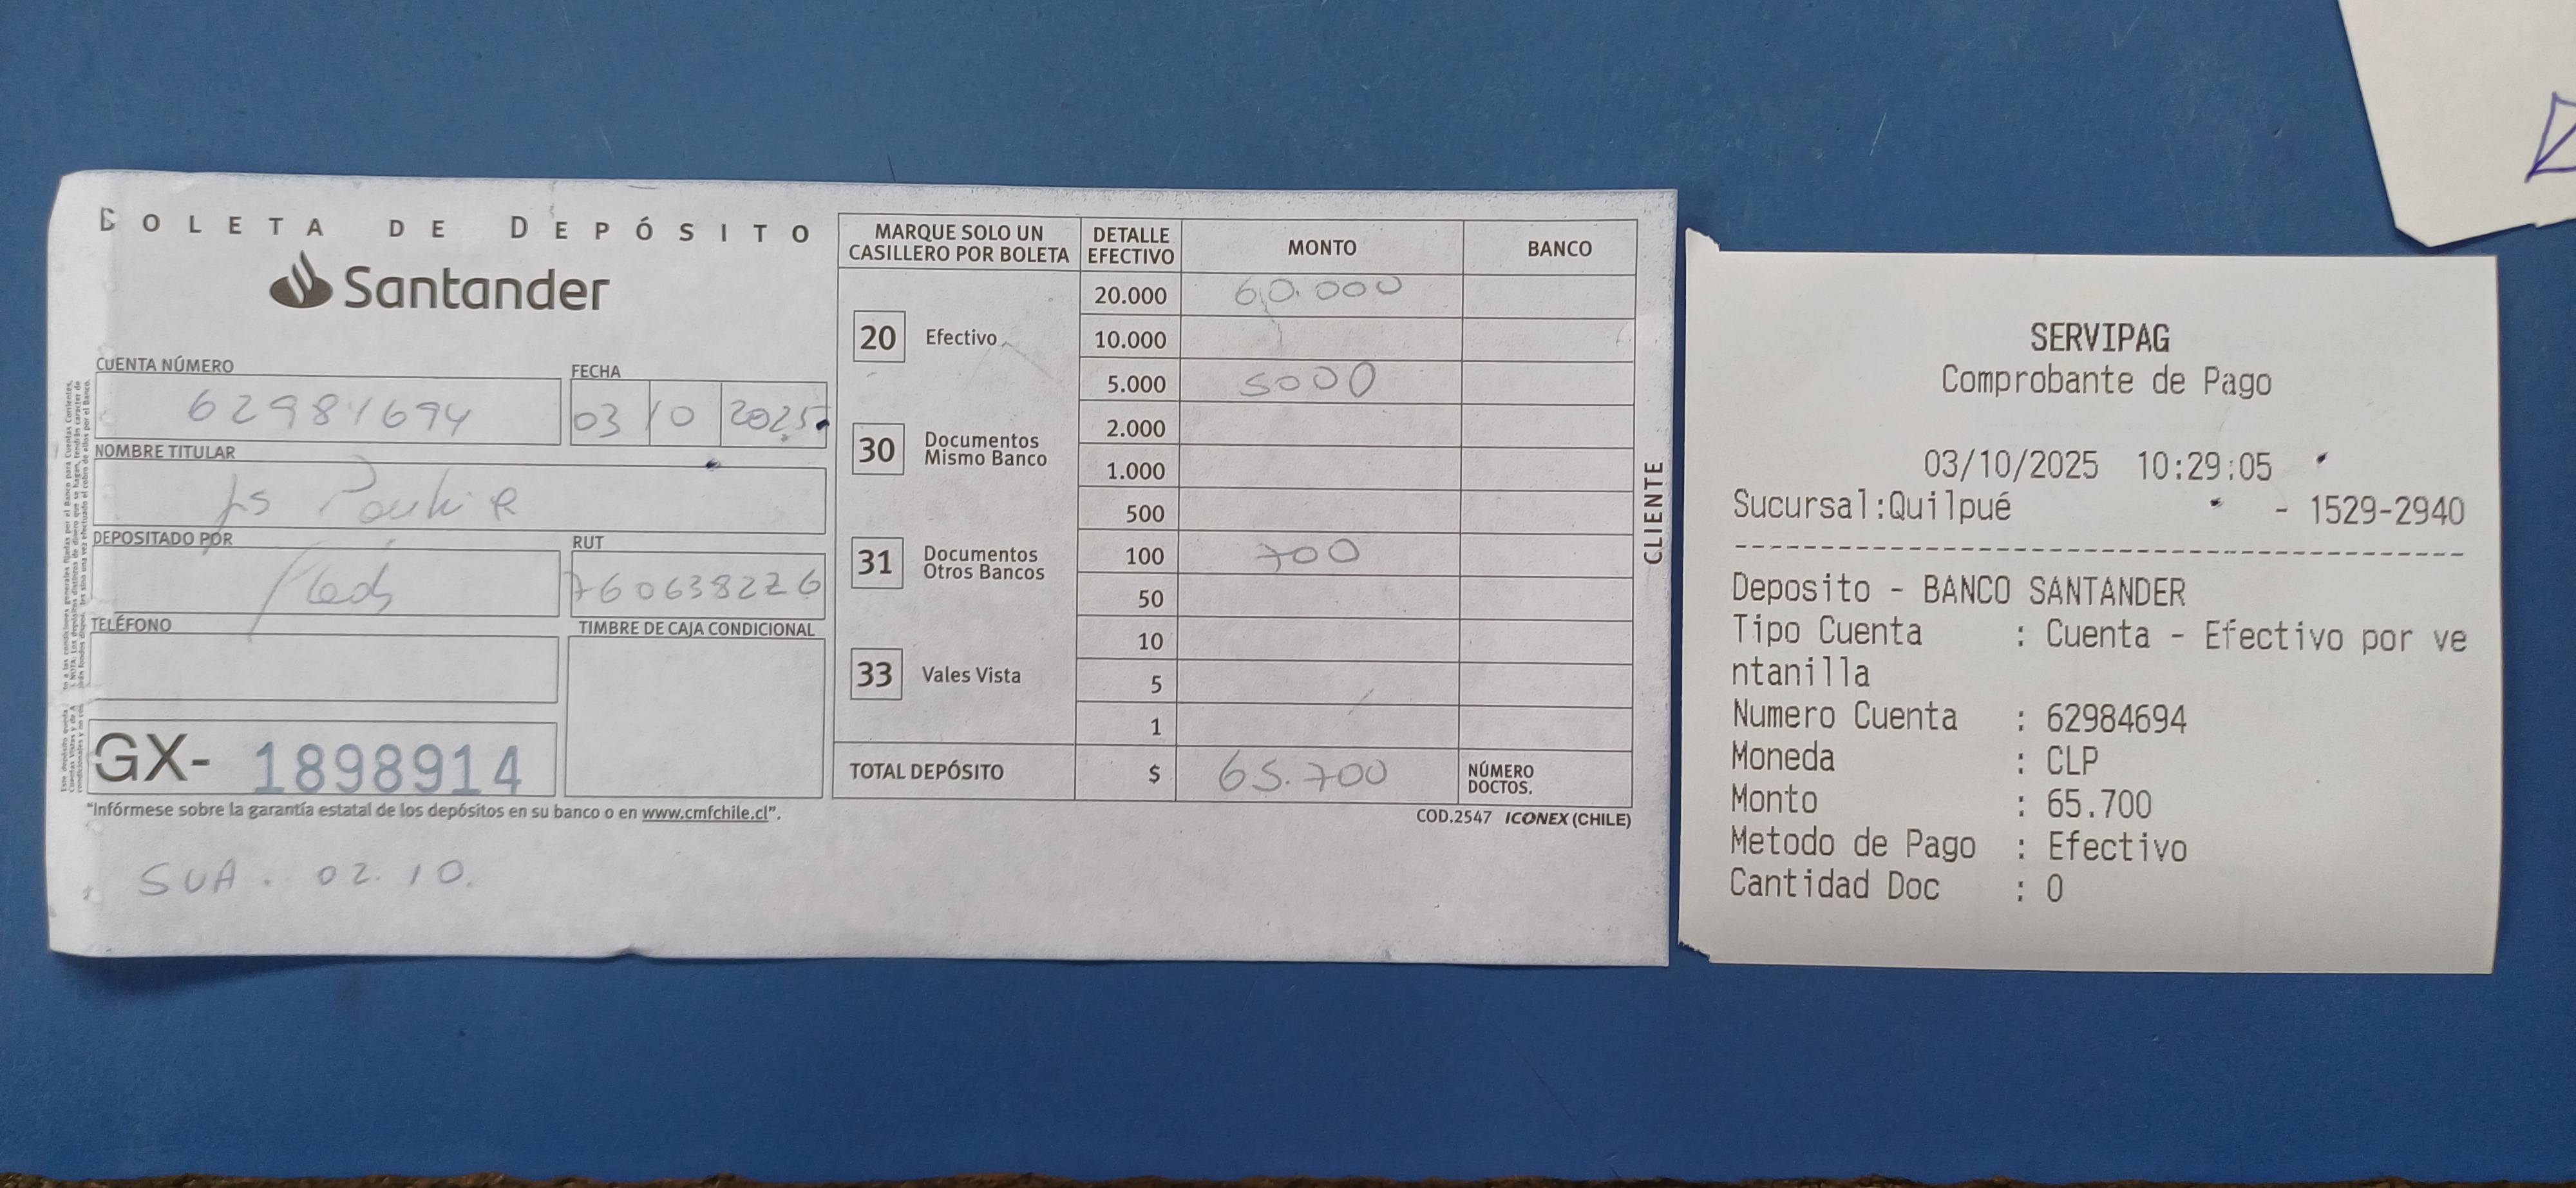 BOLETA DE DEPÓSITO
Santander
CUENTA NÚMERO
62984694
FECHA
03 10 2025
NOMBRE TITULAR
DEPOSITADO POR
RUT
760638226
TELÉFONO
TIMBRE DE CAJA CONDICIONAL
GX- 1898914
"Infórmese sobre la garantía estatal de los depósitos en su banco o en www.cmfchile.cl".
SUA. 02.10.
MARQUE SOLO UN CASILLERO POR BOLETA
20 Efectivo
30 Documentos Mismo Banco
31 Documentos Otros Bancos
33 Vales Vista
DETALLE EFECTIVO MONTO BANCO
20.000 60.000
10.000
5.000 5000
2.000
1.000
500
100 700
50
10
5
1
TOTAL DEPÓSITO $ 65.700 NÚMERO DOCTOS.
COD.2547 ICONEX (CHILE)
CLIENTE
SERVIPAG
Comprobante de Pago
03/10/2025 10:29:05
Sucursal:Quilpué - 1529-2940
Deposito - BANCO SANTANDER
Tipo Cuenta : Cuenta - Efectivo por ve
ntanilla
Numero Cuenta : 62984694
Moneda : CLP
Monto : 65.700
Metodo de Pago : Efectivo
Cantidad Doc : 0